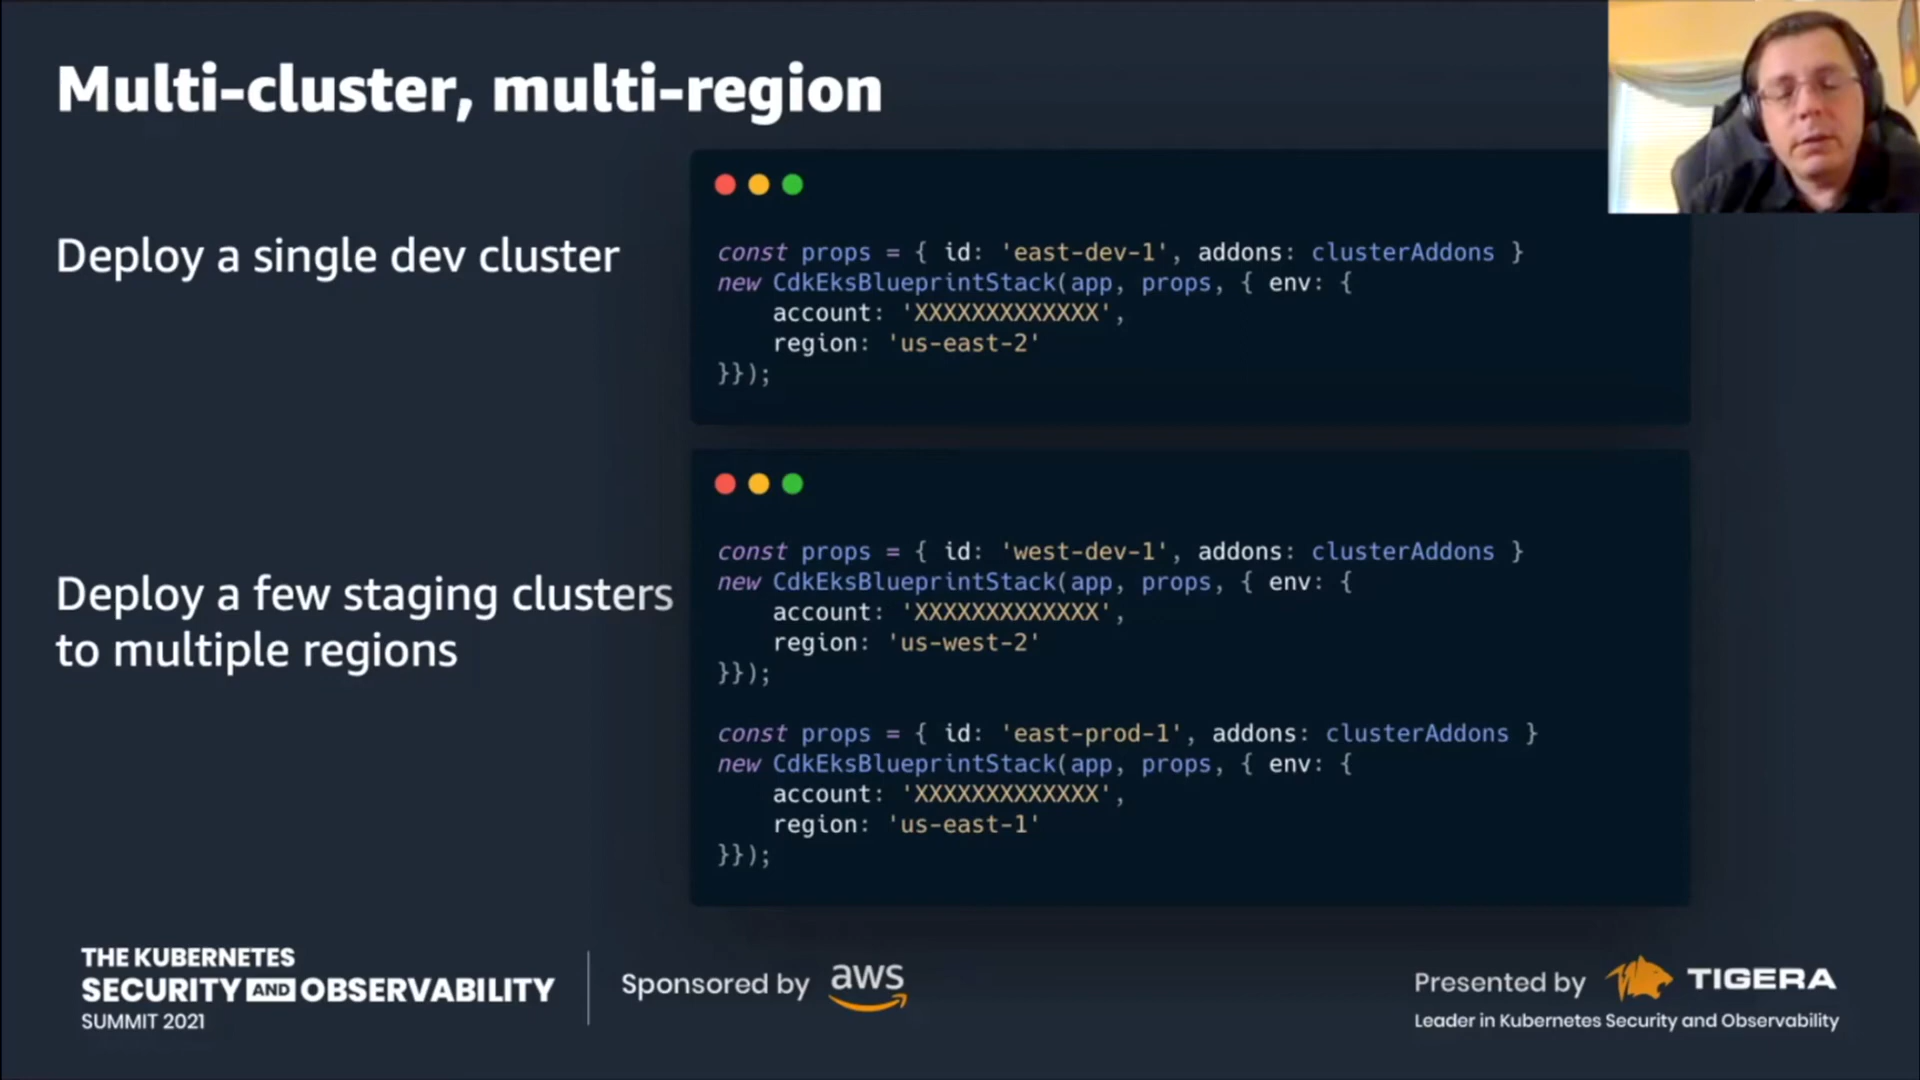 Multi-cluster, multi-region
Deploy a single dev cluster
const props = { id: 'east-dev-1', addons: clusterAddons }
new CdkEksBlueprintStack(app, props, { env: {
    account: 'XXXXXXXXXXXXX',
    region: 'us-east-2'
}});
Deploy a few staging clusters
to multiple regions
const props = { id: 'west-dev-1', addons: clusterAddons }
new CdkEksBlueprintStack(app, props, { env: {
    account: 'XXXXXXXXXXXXX',
    region: 'us-west-2'
}});
const props = { id: 'east-prod-1', addons: clusterAddons }
new CdkEksBlueprintStack(app, props, { env: {
    account: 'XXXXXXXXXXXXX',
    region: 'us-east-1'
}});
THE KUBERNETES
SECURITY AND OBSERVABILITY
SUMMIT 2021
Sponsored by aws
Presented by TIGERA
Leader in Kubernetes Security and Observability